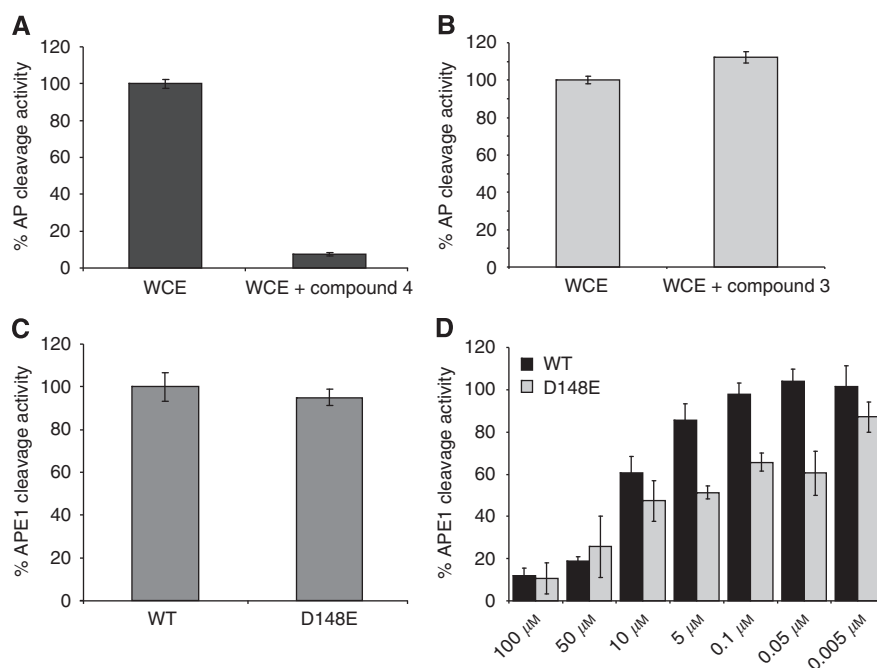 A
% AP cleavage activity
120
100
80
60
40
20
0
WCE
WCE + compound 4
B
% AP cleavage activity
120
100
80
60
40
20
0
WCE
WCE + compound 3
C
% APE1 cleavage activity
120
100
80
60
40
20
0
WT
D148E
D
% APE1 cleavage activity
120
100
80
60
40
20
0
WT
D148E
100 μM
50 μM
10 μM
5 μM
0.1 μM
0.05 μM
0.005 μM